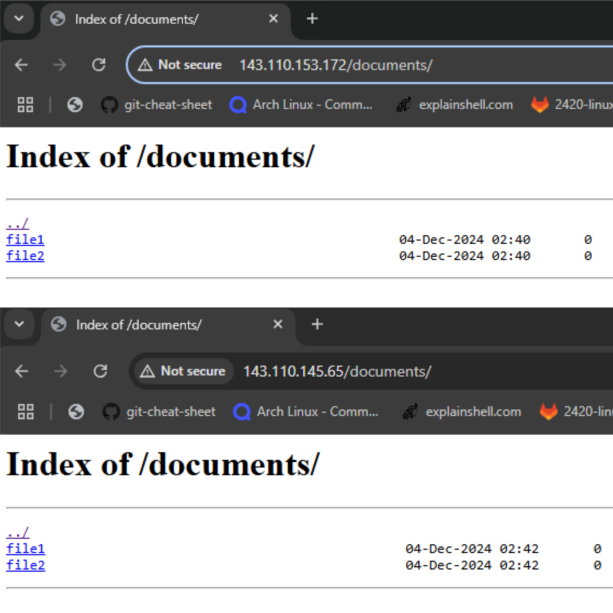 Index of /documents/
Not secure 143.110.153.172/documents/
git-cheat-sheet Arch Linux - Comm... explainshell.com 2420-linux
Index of /documents/
../
file1 04-Dec-2024 02:40 0
file2 04-Dec-2024 02:40 0
Index of /documents/
Not secure 143.110.145.65/documents/
git-cheat-sheet Arch Linux - Comm... explainshell.com 2420-lin
Index of /documents/
../
file1 04-Dec-2024 02:42 0
file2 04-Dec-2024 02:42 0